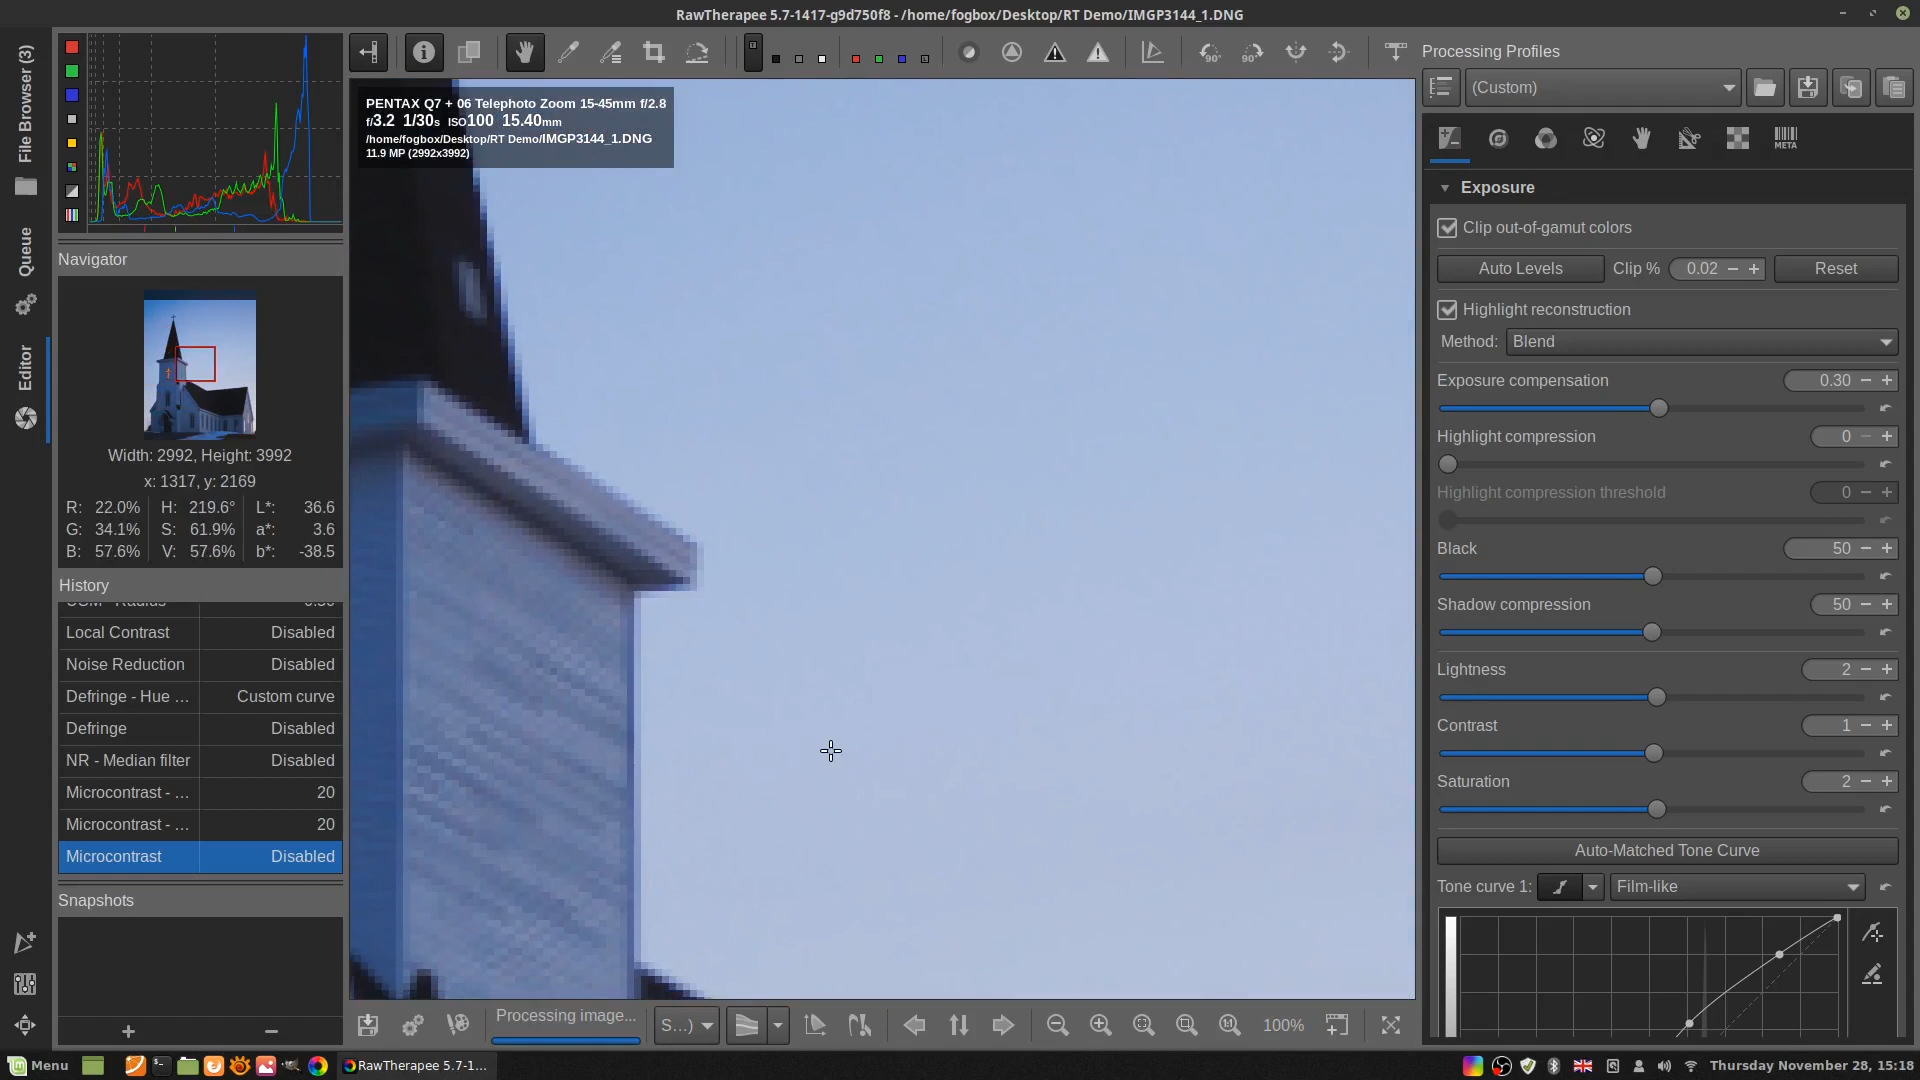 RawTherapee 5.7-1417-g9d750f8 - /home/fogbox/Desktop/RT Demo/IMGP3144_1.DNG
File Browser (3)
Queue
Editor
Navigator
Width: 2992, Height: 3992
x: 1317, y: 2169
R: 22.0% H: 219.6° L*: 36.6
G: 34.1% S: 61.9% a*: 3.6
B: 57.6% V: 57.6% b*: -38.5
History
Local Contrast Disabled
Noise Reduction Disabled
Defringe - Hue ... Custom curve
Defringe Disabled
NR - Median filter Disabled
Microcontrast - ... 20
Microcontrast - ... 20
Microcontrast Disabled
Snapshots
PENTAX Q7 + 06 Telephoto Zoom 15-45mm f/2.8
f/3.2 1/30s ISO100 15.40mm
/home/fogbox/Desktop/RT Demo/IMGP3144_1.DNG
11.9 MP (2992x3992)
90° 90°
Processing image...
S...)
1:1
100%
Processing Profiles
(Custom)
META
Exposure
Clip out-of-gamut colors
Auto Levels Clip % 0.02 Reset
Highlight reconstruction
Method: Blend
Exposure compensation 0.30
Highlight compression 0
Highlight compression threshold 0
Black 50
Shadow compression 50
Lightness 2
Contrast 1
Saturation 2
Auto-Matched Tone Curve
Tone curve 1: Film-like
Menu
RawTherapee 5.7-1...
Thursday November 28, 15:18